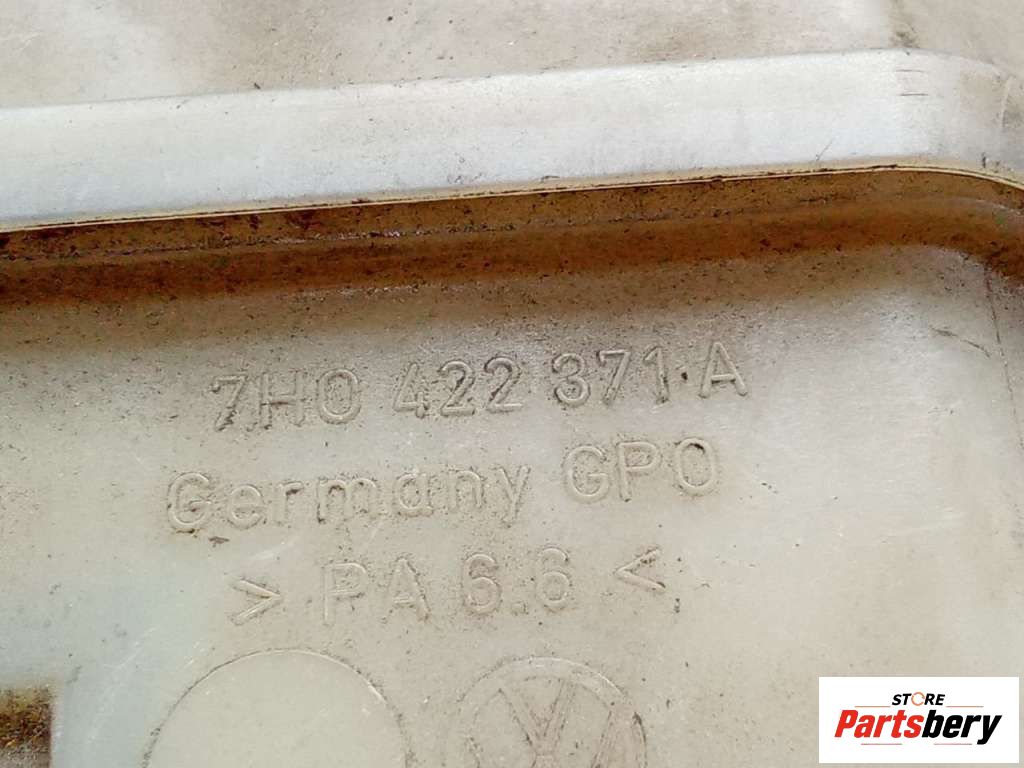 7H0 422 371 A
Germany GPO
> PA 6.6 <
STORE
Partsbery